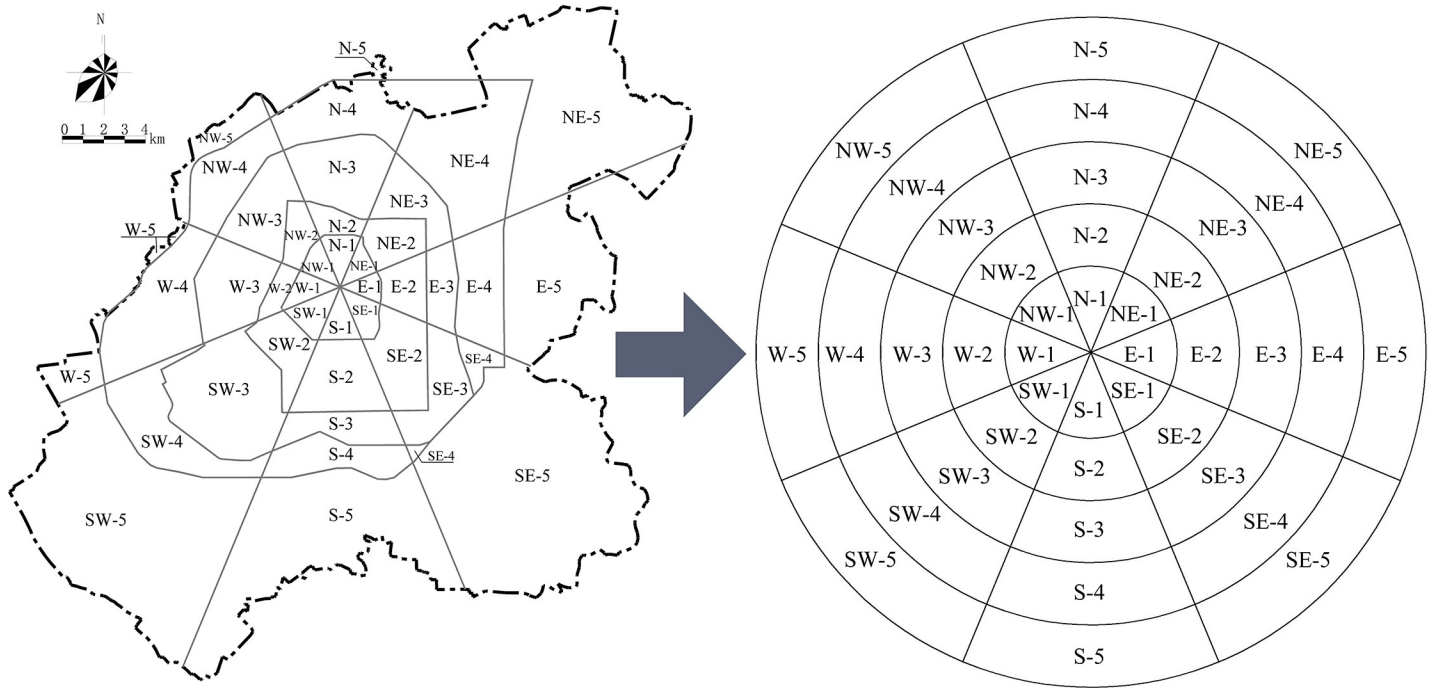 N
0 1 2 3 4 km
N-5
N-4
NE-5
NW-5
NW-4
NE-4
N-3
NE-3
NW-3
N-2
NW-2
N-1
NE-2
W-5
NW-1
NE-1
W-4
W-3
W-2
W-1
E-1
E-2
E-3
E-4
E-5
SW-1
SE-1
S-1
SW-2
SE-2
SE-4
W-5
S-2
SW-3
SE-3
S-3
SW-4
S-4
SE-4
SE-5
SW-5
S-5
N-5
N-4
NW-5
NE-5
N-3
NW-4
NE-4
NW-3
NE-3
N-2
NW-2
NE-2
N-1
NW-1
NE-1
W-5
W-4
W-3
W-2
W-1
E-1
E-2
E-3
E-4
E-5
SW-1
SE-1
S-1
SW-2
SE-2
S-2
SW-3
SE-3
SW-4
SE-4
S-3
SW-5
SE-5
S-4
S-5